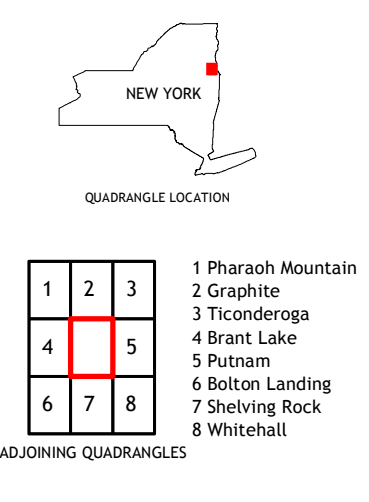 NEW YORK
QUADRANGLE LOCATION
1 2 3
4 5
6 7 8
1 Pharaoh Mountain
2 Graphite
3 Ticonderoga
4 Brant Lake
5 Putnam
6 Bolton Landing
7 Shelving Rock
8 Whitehall
ADJOINING QUADRANGLES